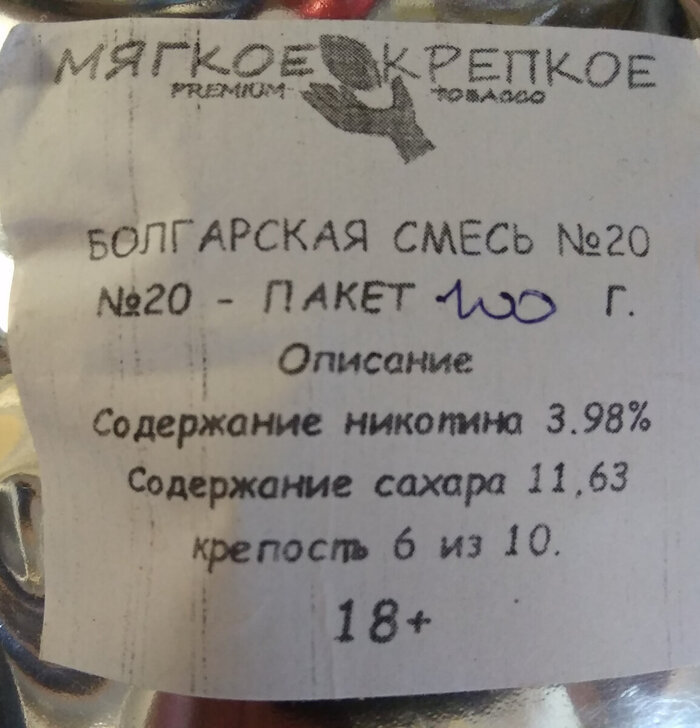 МЯГКОЕ КРЕПКОЕ
PREMIUM TOBACCO
БОЛГАРСКАЯ СМЕСЬ №20
№20 - ПАКЕТ 100 Г.
Описание
Содержание никотина 3.98%
Содержание сахара 11,63
крепость 6 из 10.
18+